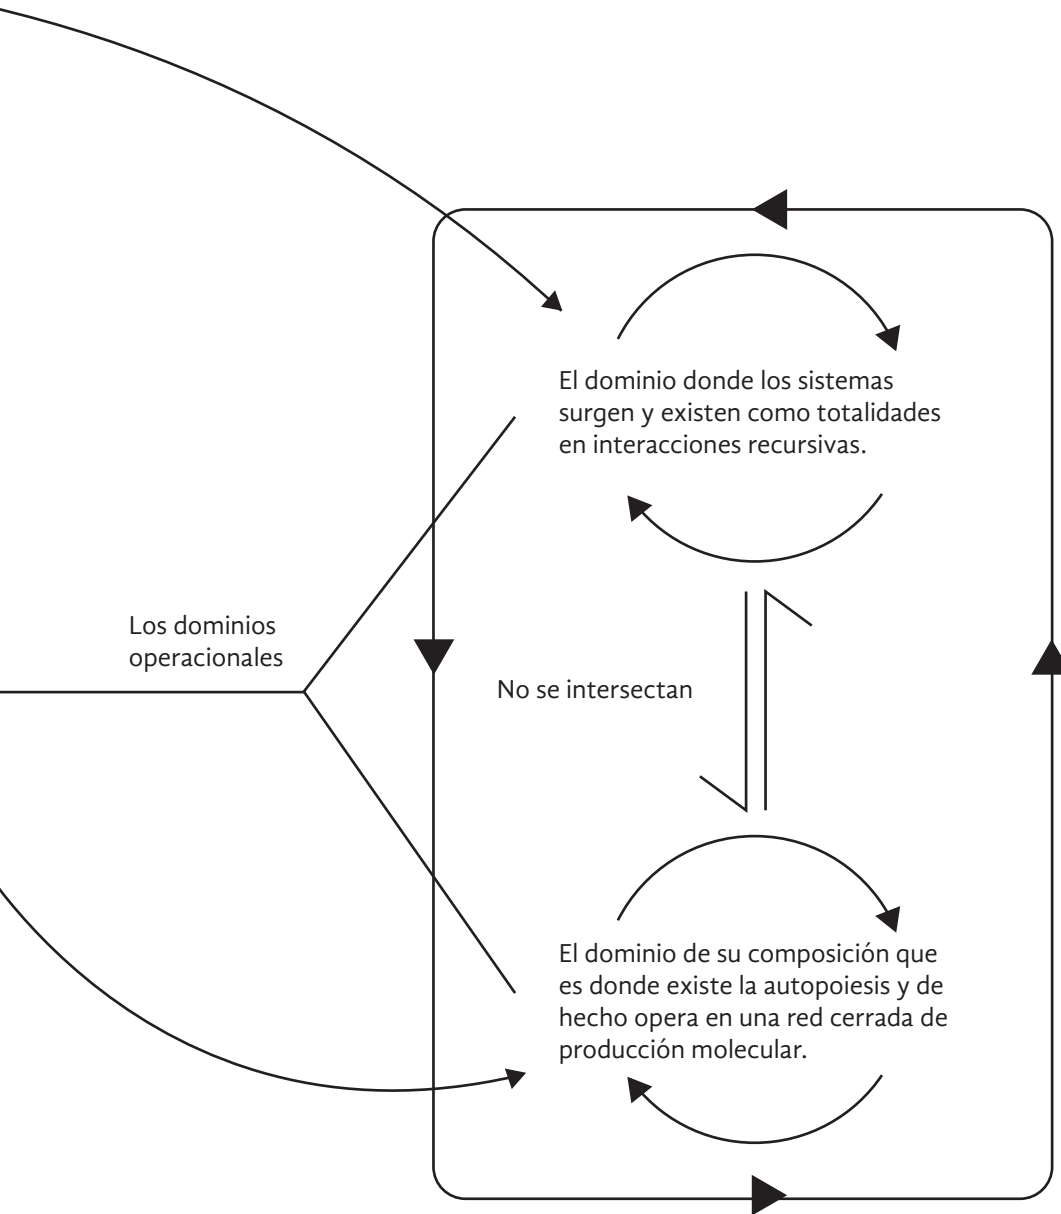 El dominio donde los sistemas
surgen y existen como totalidades
en interacciones recursivas.
Los dominios
operacionales
No se intersectan
El dominio de su composición que
es donde existe la autopoiesis y de
hecho opera en una red cerrada de
producción molecular.